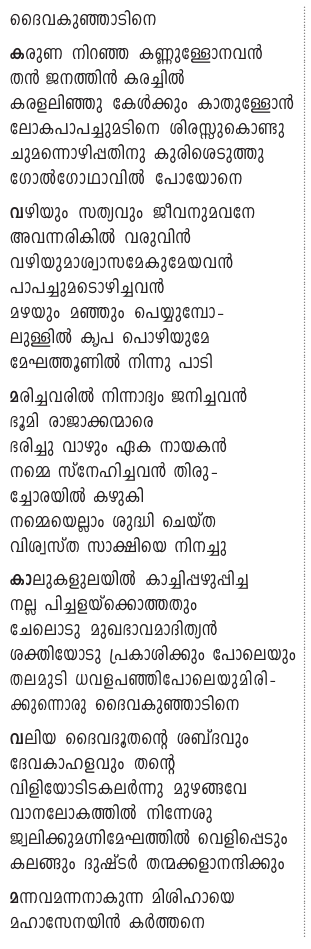 ദൈവകുഞ്ഞാടിനെ
കരുണ നിറഞ്ഞ കണ്ണുള്ളോനവൻ
തൻ ജനത്തിൻ കരച്ചിൽ
കരളലിഞ്ഞു കേൾക്കും കാതുള്ളോൻ
ലോകപാപച്ചുമടിനെ ശിരസ്സുകൊണ്ടു
ചുമന്നൊഴിപ്പതിനു കുരിശെടുത്തു
ഗോൽഗോഥാവിൽ പോയോനെ
വഴിയും സത്യവും ജീവനുമവനേ
അവന്നരികിൽ വരുവിൻ
വഴിയുമാശ്വാസമേകുമേയവൻ
പാപച്ചുമടൊഴിച്ചവൻ
മഴയും മഞ്ഞും പെയ്യുമ്പോ-
ലുള്ളിൽ കൃപ പൊഴിയുമേ
മേഘത്തൂണിൽ നിന്നു പാടി
മരിച്ചവരിൽ നിന്നാദ്യം ജനിച്ചവൻ
ഭൂമി രാജാക്കന്മാരെ
ഭരിച്ചു വാഴും ഏക നായകൻ
നമ്മെ സ്നേഹിച്ചവൻ തിരു-
ച്ചോരയിൽ കഴുകി
നമ്മെയെല്ലാം ശുദ്ധി ചെയ്ത
വിശ്വസ്ത സാക്ഷിയെ നിനച്ചു
കാലുകളുലയിൽ കാച്ചിപ്പഴുപ്പിച്ച
നല്ല പിച്ചളയ്ക്കൊത്തതും
ചേലൊടു മുഖഭാവമാദിത്യൻ
ശക്തിയോടു പ്രകാശിക്കും പോലെയും
തലമുടി ധവളപഞ്ഞിപോലെയുമിരി-
ക്കുന്നൊരു ദൈവകുഞ്ഞാടിനെ
വലിയ ദൈവദൂതന്റെ ശബ്ദവും
ദേവകാഹളവും തന്റെ
വിളിയോടിടകലർന്നു മുഴങ്ങവേ
വാനലോകത്തിൽ നിന്നേശു
ജ്വലിക്കുമഗ്നിമേഘത്തിൽ വെളിപ്പെടും
കലങ്ങും ദുഷ്ടർ തന്മക്കളാനന്ദിക്കും
മന്നവമന്നനാകുന്ന മിശിഹായെ
മഹാസേനയിൻ കർത്തനെ